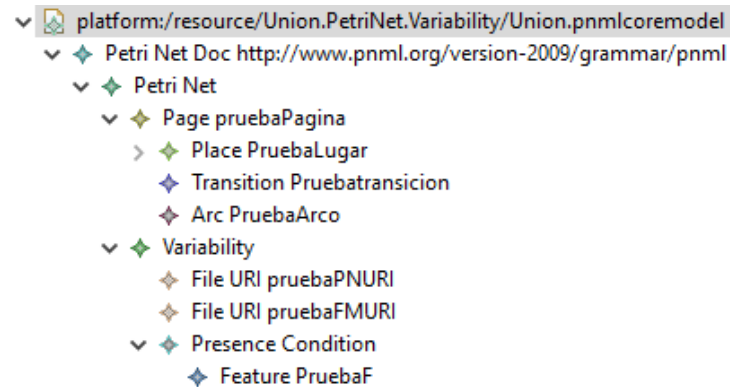 platform:/resource/Union.PetriNet.Variability/Union.pnmlcoremodel
Petri Net Doc http://www.pnml.org/version-2009/grammar/pnml
Petri Net
Page pruebaPagina
Place PruebaLugar
Transition Pruebatransicion
Arc PruebaArco
Variability
File URI pruebaPNURI
File URI pruebaFMURI
Presence Condition
Feature PruebaF